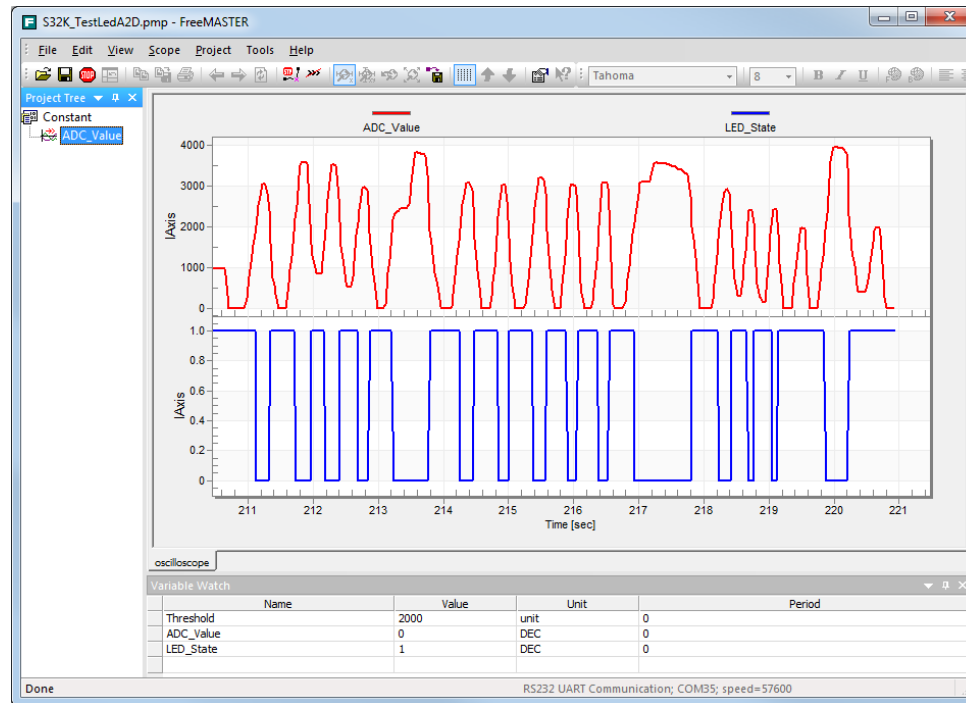 S32K_TestLedA2D.pmp - FreeMASTER
File Edit View Scope Project Tools Help
STOP Tahoma 8 B I U
Project Tree
Constant
ADC_Value
ADC_Value LED_State
4000
3000
2000
1000
0
IAxis
1.0
0.8
0.6
0.4
0.2
0
IAxis
211 212 213 214 215 216 217 218 219 220 221
Time [sec]
oscilloscope
Variable Watch
Name Value Unit Period
Threshold 2000 unit 0
ADC_Value 0 DEC 0
LED_State 1 DEC 0
Done RS232 UART Communication; COM35; speed=57600